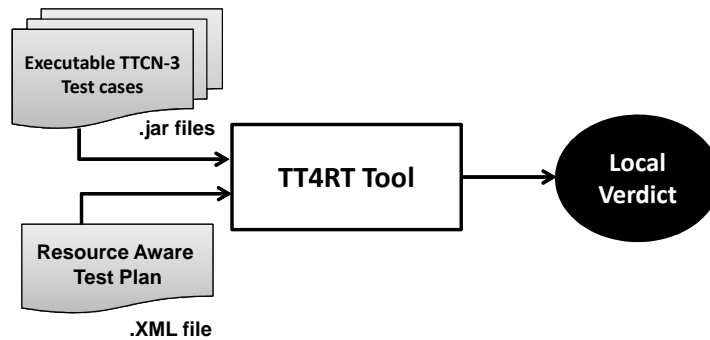 Executable TTCN-3
Test cases
.jar files
TT4RT Tool
Local
Verdict
Resource Aware
Test Plan
.XML file